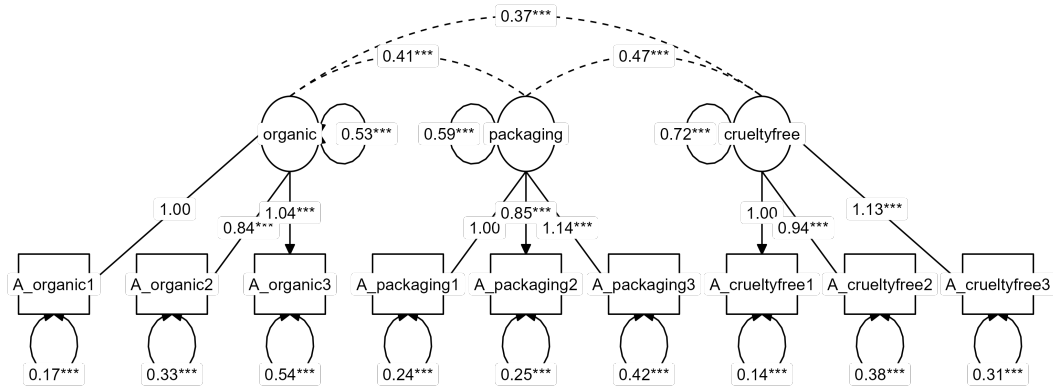 0.37***
0.41***
0.47***
organic
0.53***
0.59***
packaging
0.72***
crueltyfree
1.00
0.84***
1.04***
1.00
0.85***
1.14***
1.00
0.94***
1.13***
A_organic1
A_organic2
A_organic3
A_packaging1
A_packaging2
A_packaging3
A_crueltyfree1
A_crueltyfree2
A_crueltyfree3
0.17***
0.33***
0.54***
0.24***
0.25***
0.42***
0.14***
0.38***
0.31***